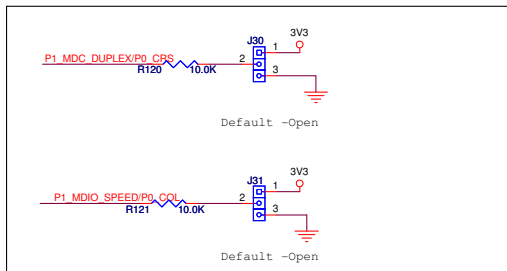 J30
3V3
1
P1_MDC_DUPLEX/P0_CRS
2
R120
10.0K
3
Default -Open
J31
3V3
1
P1_MDIO_SPEED/P0_COL
2
R121
10.0K
3
Default -Open